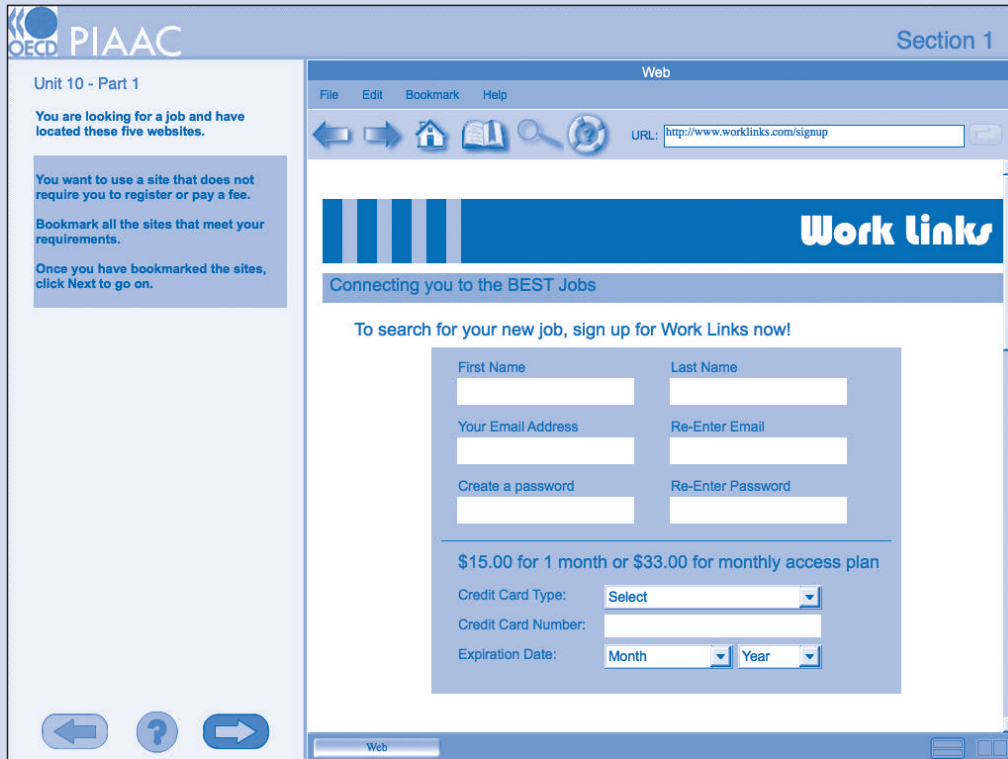 OECD PIAAC
Section 1
Unit 10 - Part 1
You are looking for a job and have
located these five websites.
You want to use a site that does not
require you to register or pay a fee.
Bookmark all the sites that meet your
requirements.
Once you have bookmarked the sites,
click Next to go on.
?
Web
File Edit Bookmark Help
URL: http://www.worklinks.com/signup
Work Links
Connecting you to the BEST Jobs
To search for your new job, sign up for Work Links now!
First Name Last Name
Your Email Address Re-Enter Email
Create a password Re-Enter Password
$15.00 for 1 month or $33.00 for monthly access plan
Credit Card Type: Select
Credit Card Number:
Expiration Date: Month Year
Web